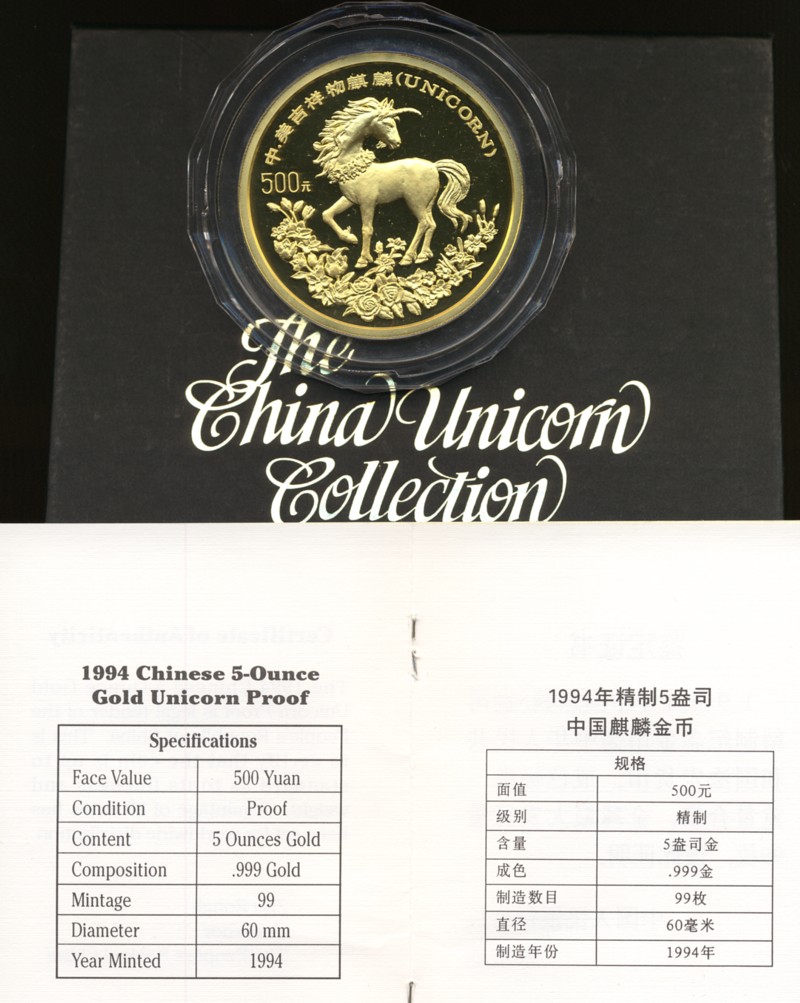 中·美吉祥物麒麟(UNICORN)
500元
The
China Unicorn
Collection
1994 Chinese 5-Ounce
Gold Unicorn Proof
Specifications
Face Value 500 Yuan
Condition Proof
Content 5 Ounces Gold
Composition .999 Gold
Mintage 99
Diameter 60 mm
Year Minted 1994
1994年精制5盎司
中国麒麟金币
规格
面值 500元
级别 精制
含量 5盎司金
成色 .999金
制造数目 99枚
直径 60毫米
制造年份 1994年